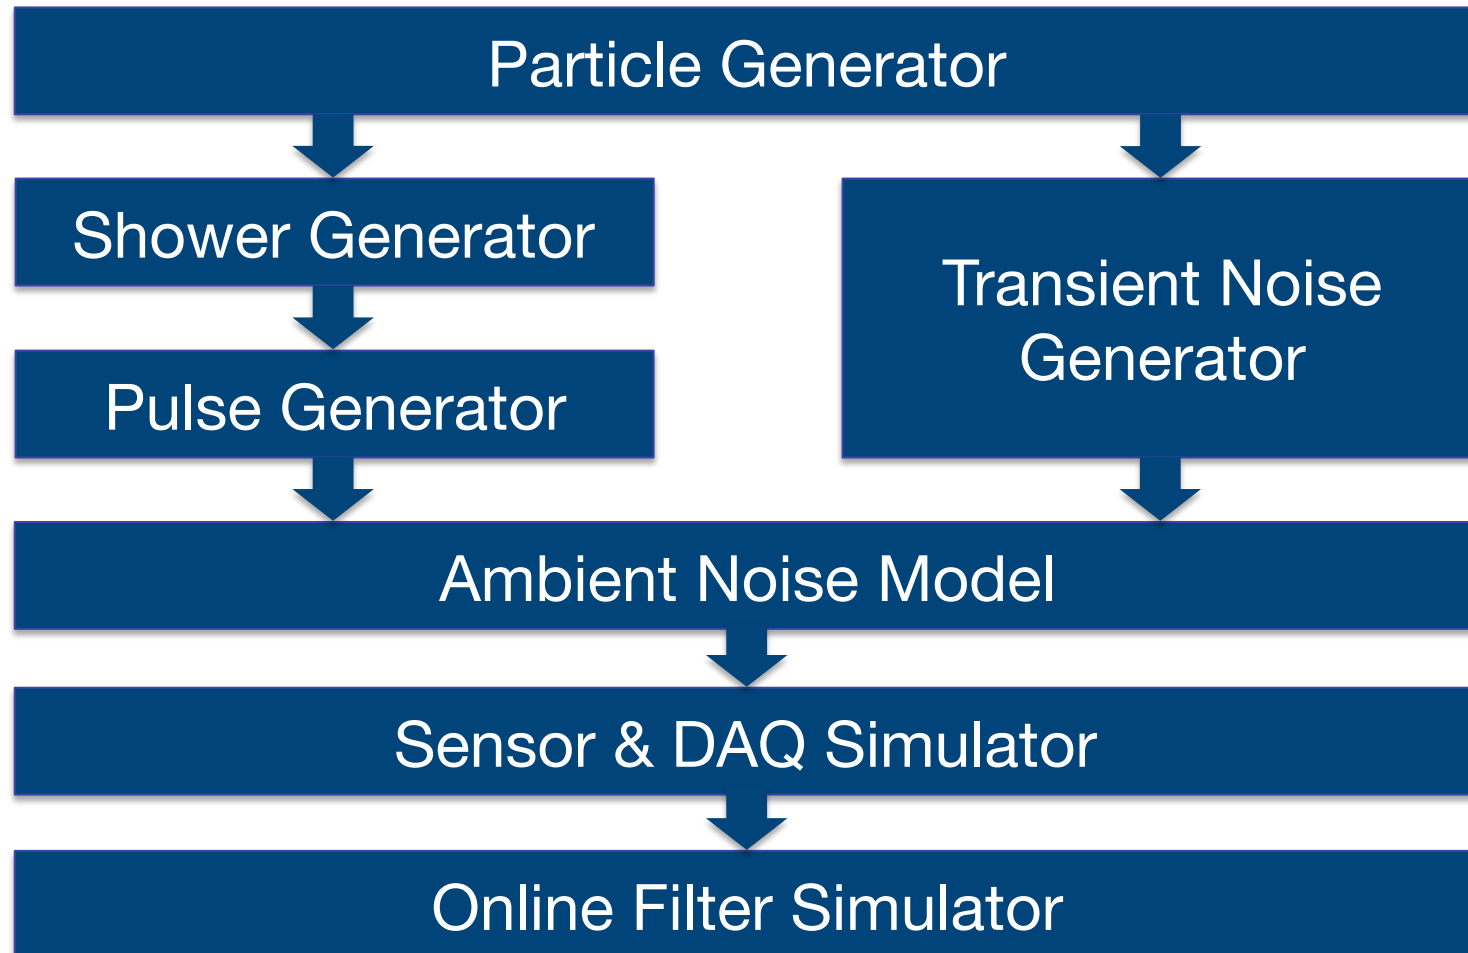 Particle Generator
Shower Generator
Transient Noise
Generator
Pulse Generator
Ambient Noise Model
Sensor & DAQ Simulator
Online Filter Simulator